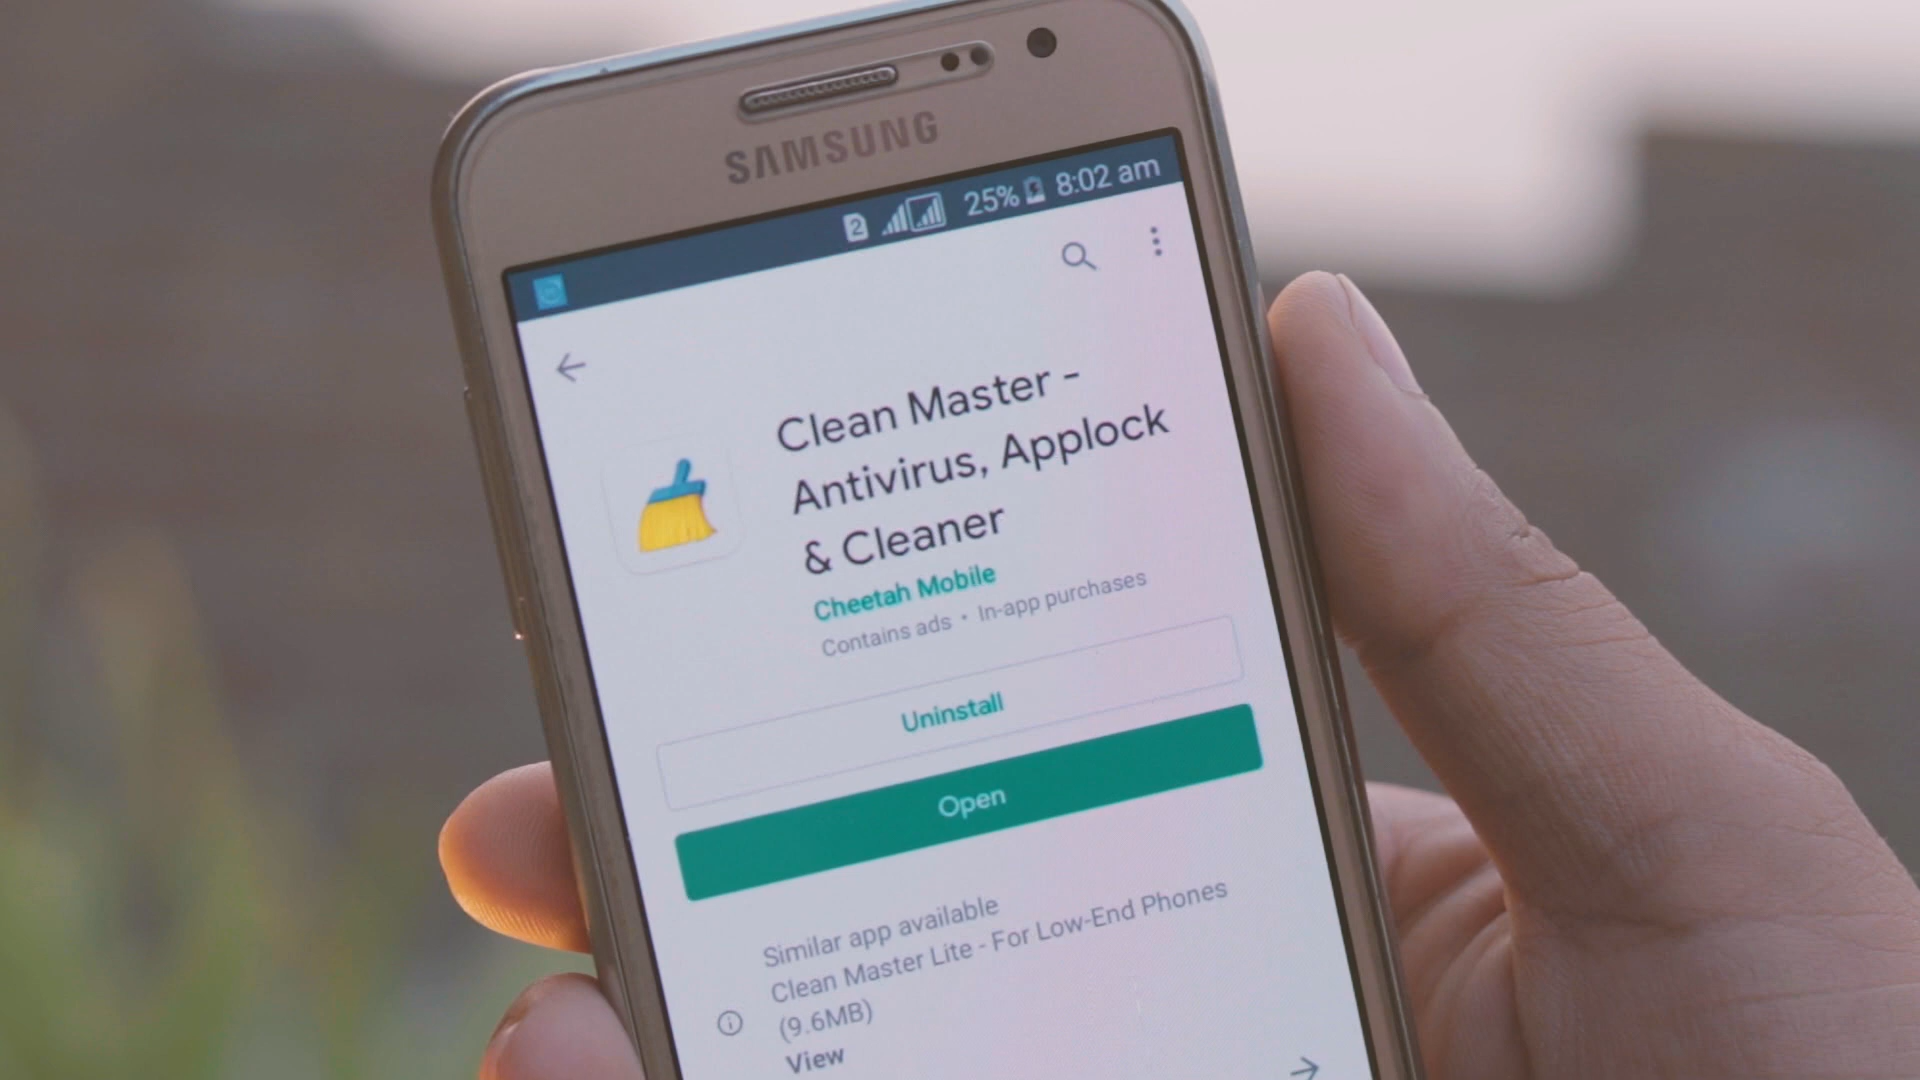 SAMSUNG
2 25% 8:02 am
Clean Master -
Antivirus, Applock
& Cleaner
Cheetah Mobile
Contains ads • In-app purchases
Uninstall
Open
Similar app available
Clean Master Lite - For Low-End Phones
(9.6MB)
View